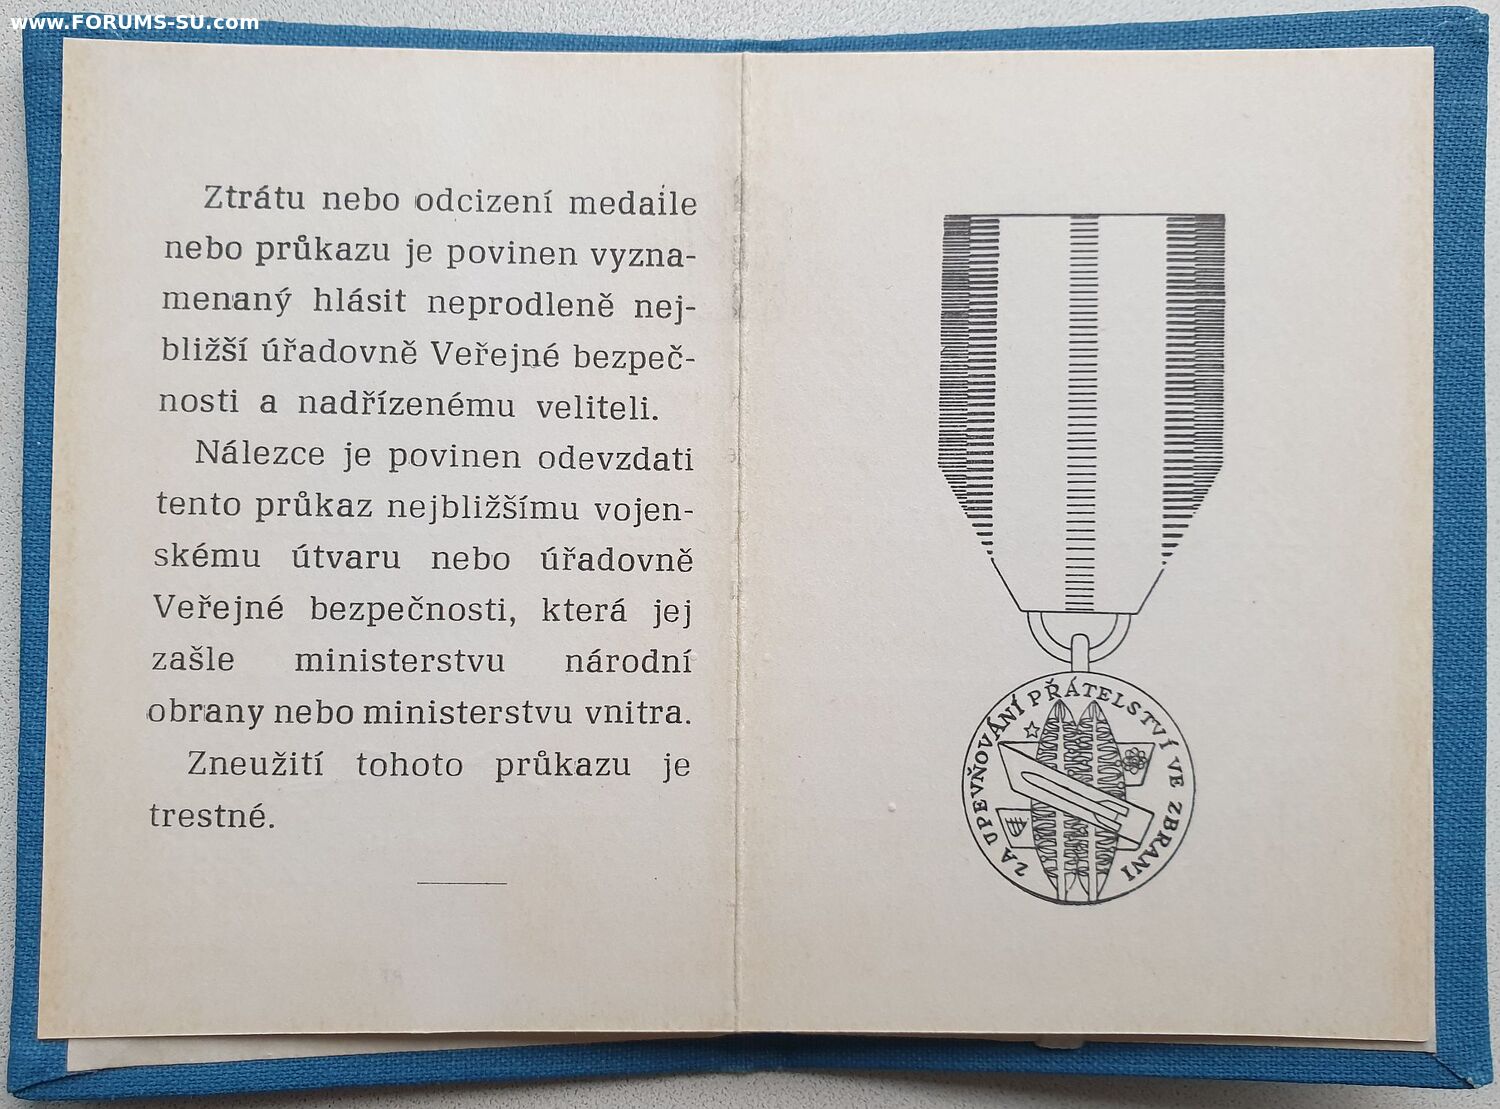 www.FORUMS-SU.com
Ztrátu nebo odcizení medaile
nebo průkazu je povinen vyzna-
menaný hlásit neprodleně nej-
bližší úřadovně Veřejné bezpeč-
nosti a nadřízenému veliteli.
Nálezce je povinen odevzdati
tento průkaz nejbližšímu vojen-
skému útvaru nebo úřadovně
Veřejné bezpečnosti, která jej
zašle ministerstvu národní
obrany nebo ministerstvu vnitra.
Zneužití tohoto průkazu je
trestné.
ZA UPEVŇOVÁNÍ PŘÁTELSTVÍ VE ZBRANI